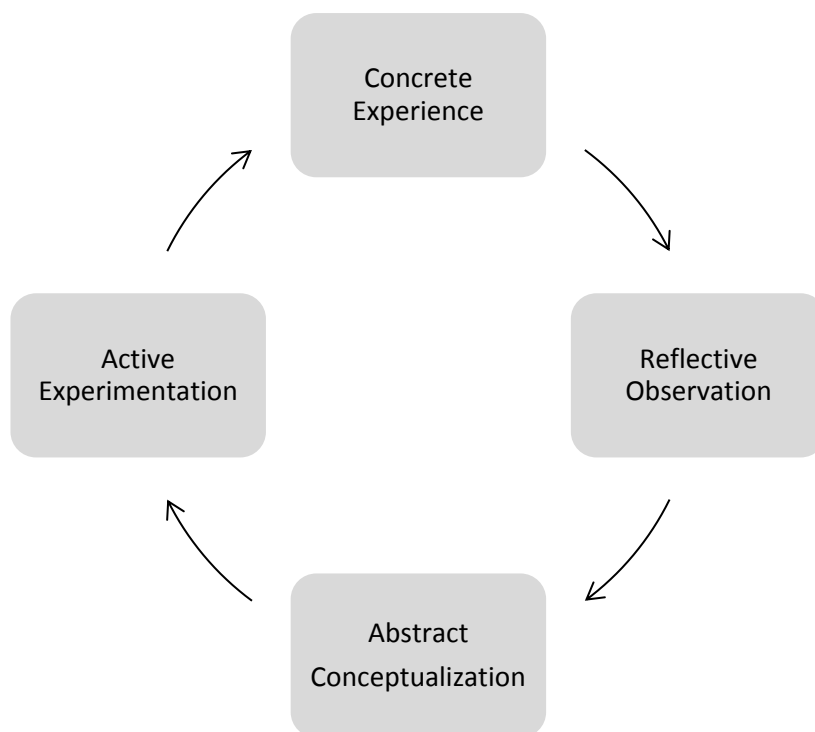 Concrete
Experience
Reflective
Observation
Abstract
Conceptualization
Active
Experimentation